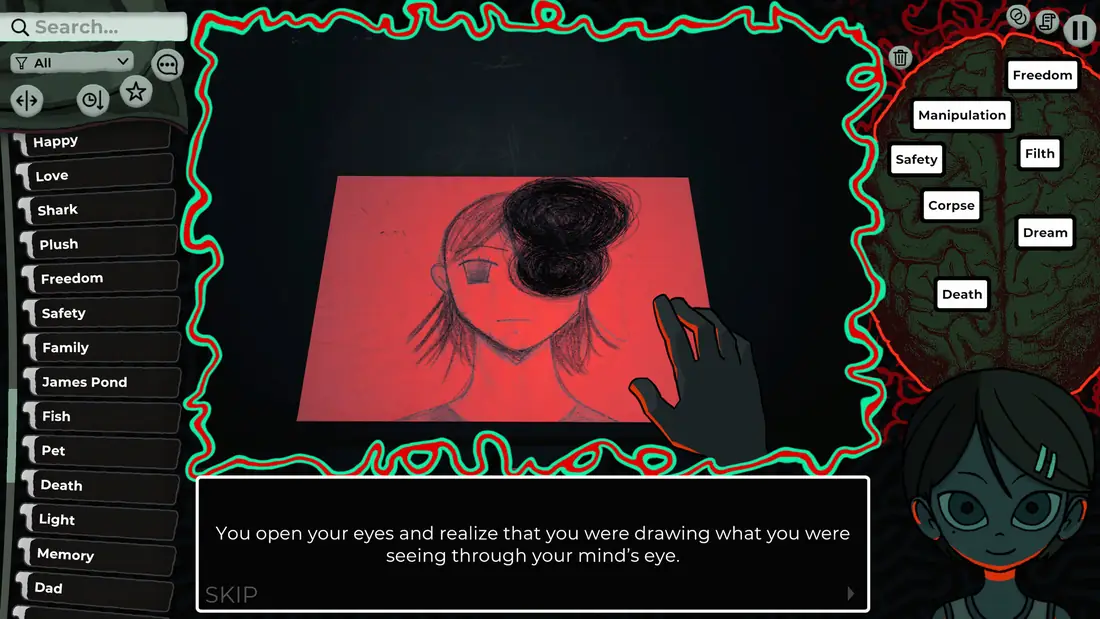 Search...
All
Happy
Love
Shark
Plush
Freedom
Safety
Family
James Pond
Fish
Pet
Death
Light
Memory
Dad
You open your eyes and realize that you were drawing what you were
seeing through your mind's eye.
SKIP
Freedom
Manipulation
Safety
Filth
Corpse
Dream
Death